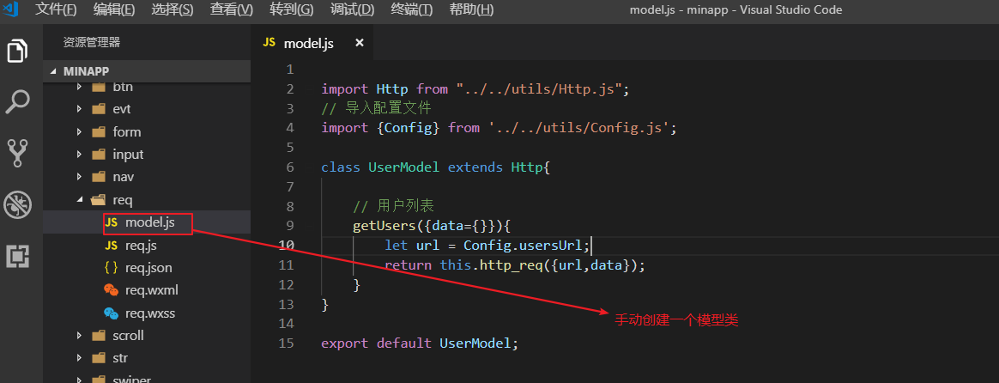 文件(F) 编辑(E) 选择(S) 查看(V) 转到(G) 调试(D) 终端(T) 帮助(H) model.js - minapp - Visual Studio Code
资源管理器
MINAPP
btn
evt
form
input
nav
req
JS model.js
JS req.js
{ } req.json
req.wxml
req.wxss
scroll
str
swiper
JS model.js ×
1
2 import Http from "../../utils/Http.js";
3 // 导入配置文件
4 import {Config} from '../../utils/Config.js';
5
6 class UserModel extends Http{
7
8 // 用户列表
9 getUsers({data={}}){
10 let url = Config.usersUrl;
11 return this.http_req({url,data});
12 }
13 }
14
15 export default UserModel;
手动创建一个模型类